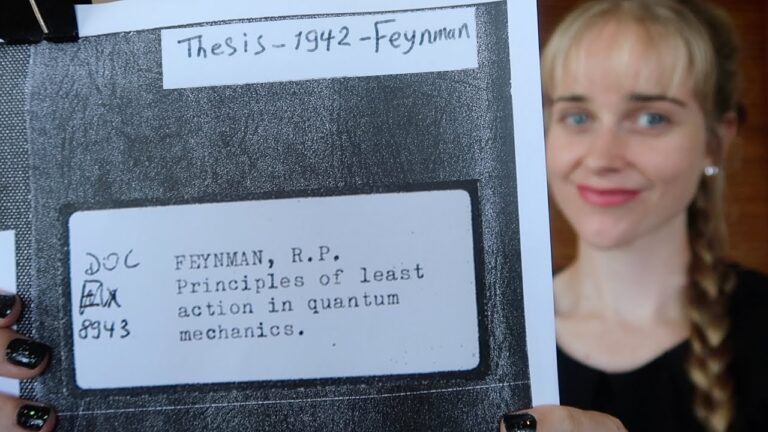 Thesis-1942-Feynman
DOC
8943
FEYNMAN, R.P.
Principles of least
action in quantum
mechanics.